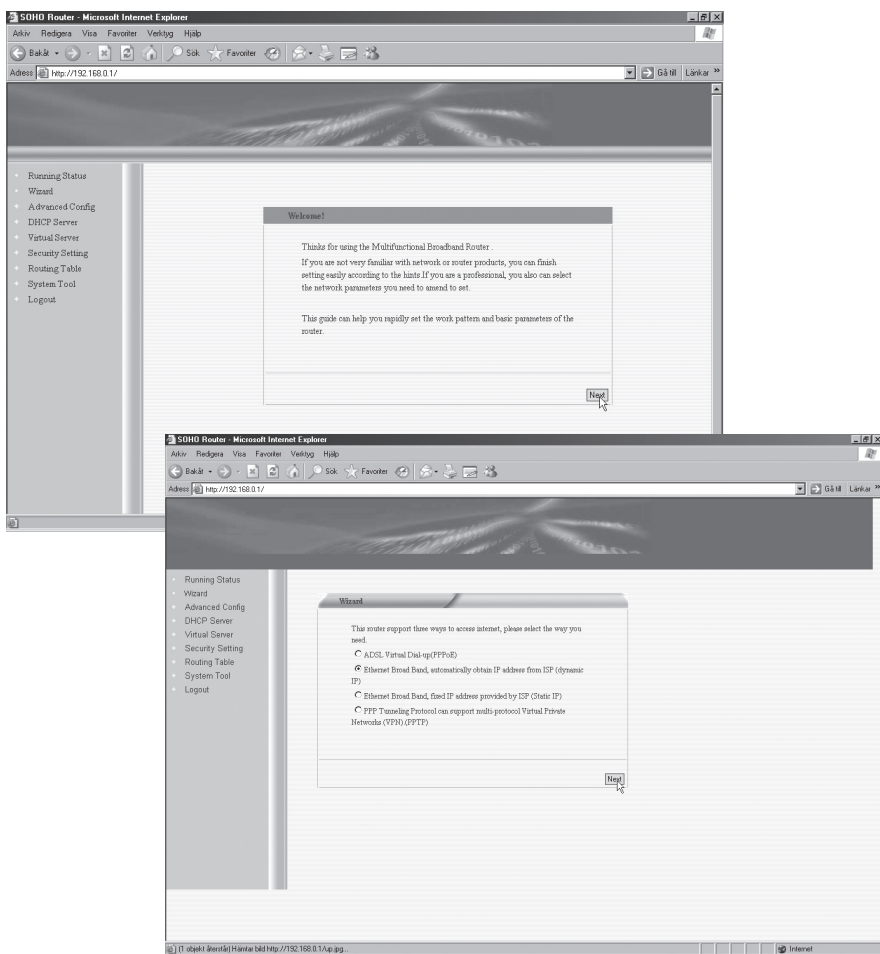 SOHO Router - Microsoft Internet Explorer
Arkiv Redigera Visa Favoriter Verktyg Hjälp
Bakåt Sök Favoriter
Adress http://192.168.0.1/ Gå till Länkar »
Running Status
Wizard
Advanced Config
DHCP Server
Virtual Server
Security Setting
Routing Table
System Tool
Logout
Welcome!
Thinks for using the Multifunctional Broadband Router .
If you are not very familiar with network or router products, you can finish
setting easily according to the hints.If you are a professional, you also can select
the network parameters you need to amend to set.
This guide can help you rapidly set the work pattern and basic parameters of the
router.
Next
SOHO Router - Microsoft Internet Explorer
Arkiv Redigera Visa Favoriter Verktyg Hjälp
Bakåt Sök Favoriter
Adress http://192.168.0.1/ Gå till Länkar »
Running Status
Wizard
Advanced Config
DHCP Server
Virtual Server
Security Setting
Routing Table
System Tool
Logout
Wizard
This router support three ways to access internet, please select the way you
need.
ADSL Virtual Dial-up(PPPoE)
Ethernet Broad Band, automatically obtain IP address from ISP (dynamic
IP)
Ethernet Broad Band, fixed IP address provided by ISP (Static IP)
PPP Tunneling Protocol can support multi-protocol Virtual Private
Networks (VPN).(PPTP)
Next
(1 objekt återstår) Hämtar bild http://192.168.0.1/up.jpg... Internet